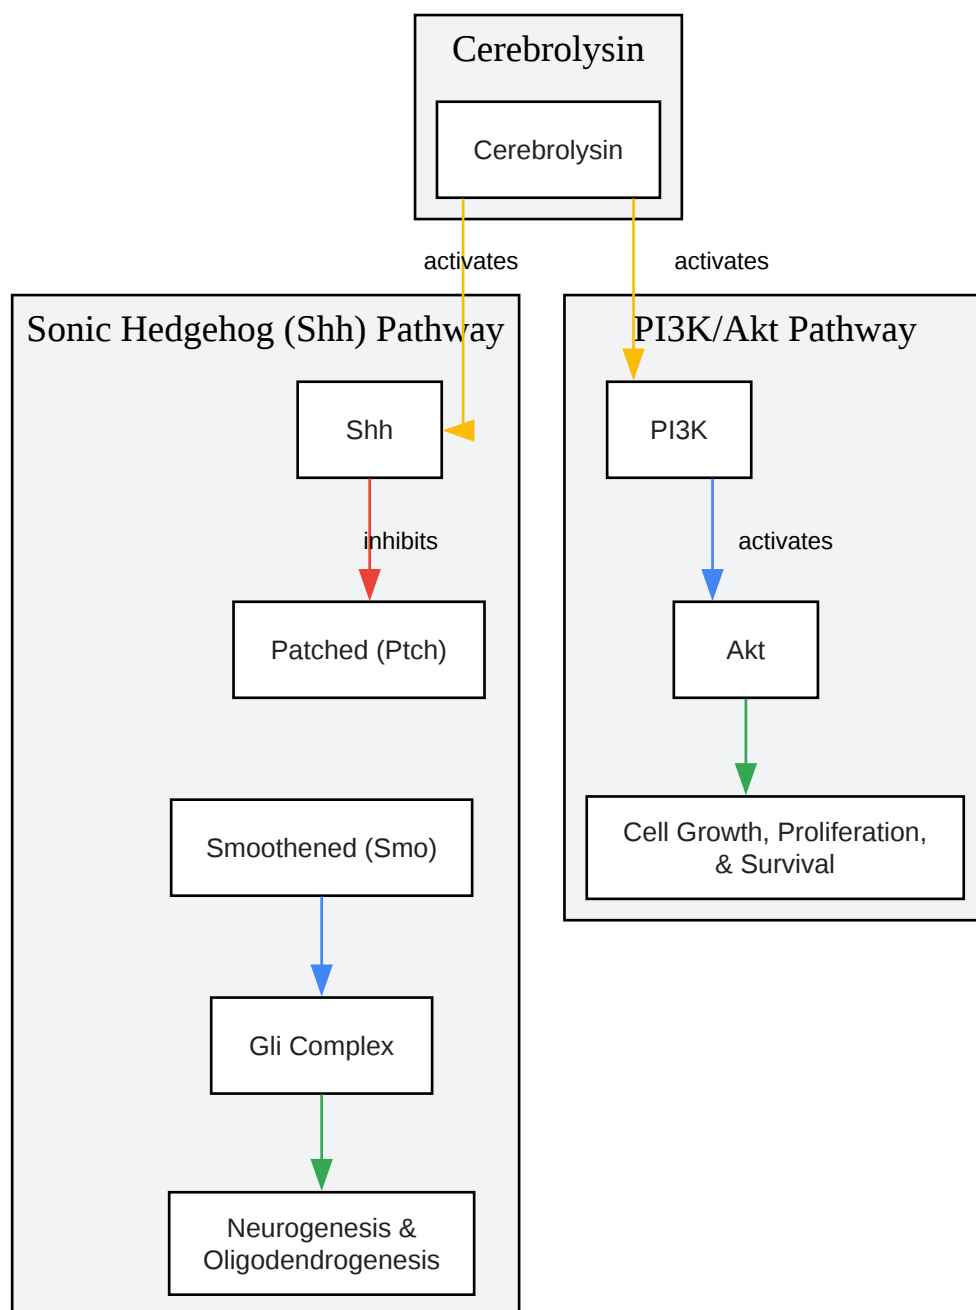 Cerebrolysin
Cerebrolysin
activates
activates
Sonic Hedgehog (Shh) Pathway
Shh
inhibits
Patched (Ptch)
Smoothened (Smo)
Gli Complex
Neurogenesis &
Oligodendrogenesis
PI3K/Akt Pathway
PI3K
activates
Akt
Cell Growth, Proliferation,
& Survival